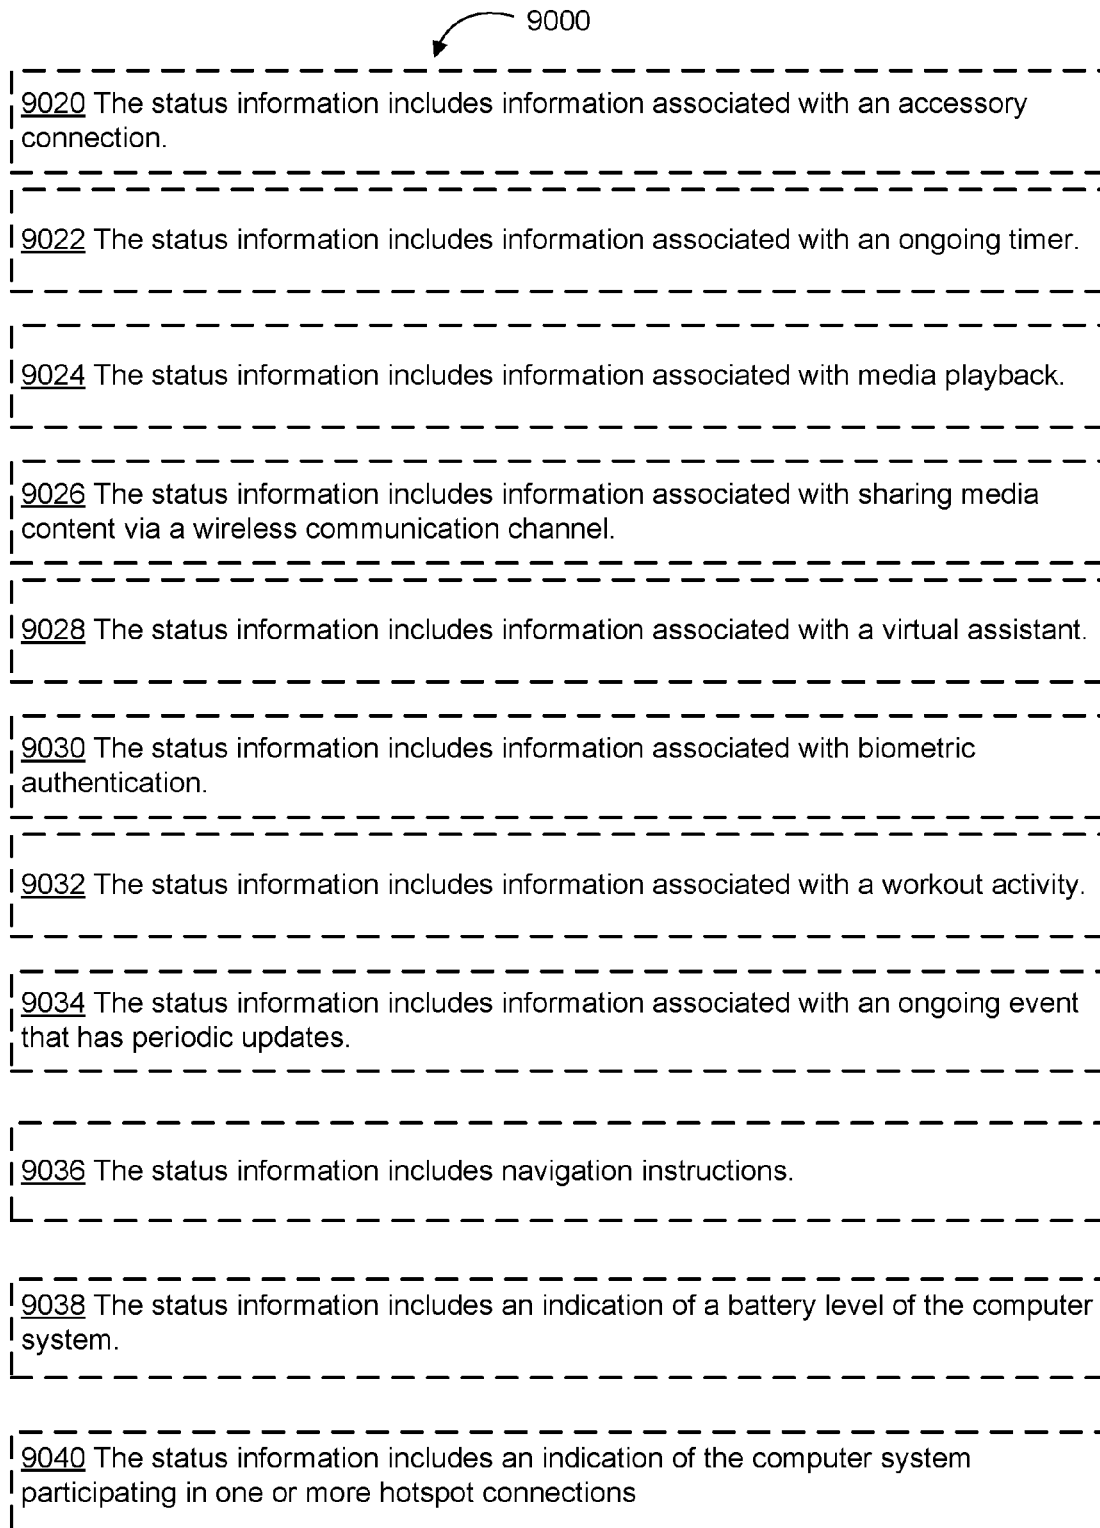 9000
9020 The status information includes information associated with an accessory
connection.
9022 The status information includes information associated with an ongoing timer.
9024 The status information includes information associated with media playback.
9026 The status information includes information associated with sharing media
content via a wireless communication channel.
9028 The status information includes information associated with a virtual assistant.
9030 The status information includes information associated with biometric
authentication.
9032 The status information includes information associated with a workout activity.
9034 The status information includes information associated with an ongoing event
that has periodic updates.
9036 The status information includes navigation instructions.
9038 The status information includes an indication of a battery level of the computer
system.
9040 The status information includes an indication of the computer system
participating in one or more hotspot connections